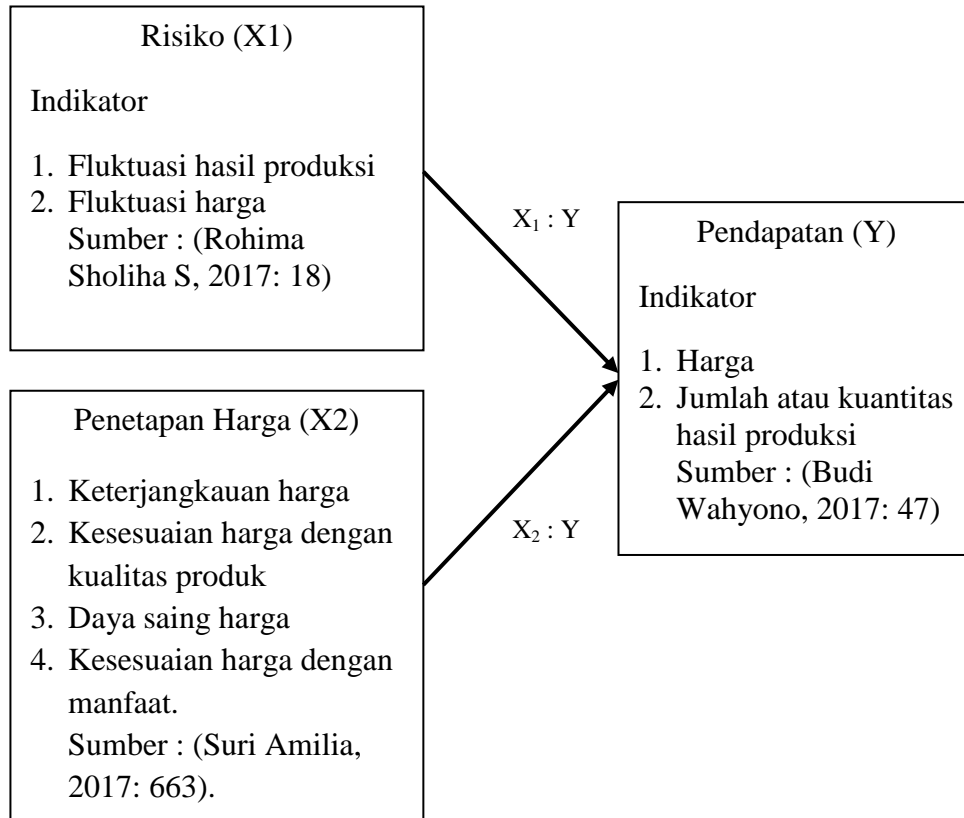 Risiko (X1)
Indikator
1. Fluktuasi hasil produksi
2. Fluktuasi harga
Sumber : (Rohima
Sholiha S, 2017: 18)
X₁ : Y
Pendapatan (Y)
Indikator
1. Harga
2. Jumlah atau kuantitas
hasil produksi
Sumber : (Budi
Wahyono, 2017: 47)
Penetapan Harga (X2)
1. Keterjangkauan harga
2. Kesesuaian harga dengan
kualitas produk
3. Daya saing harga
4. Kesesuaian harga dengan
manfaat.
Sumber : (Suri Amilia,
2017: 663).
X₂ : Y